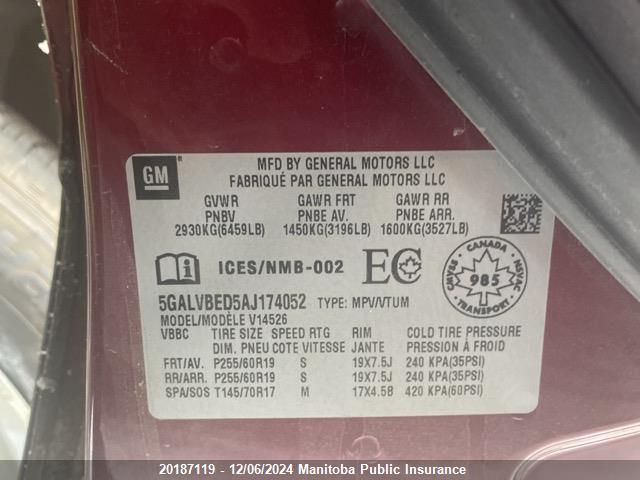 GM
MFD BY GENERAL MOTORS LLC
FABRIQUÉ PAR GENERAL MOTORS LLC
GVWR GAWR FRT GAWR RR
PNBV PNBE AV. PNBE ARR.
2930KG(6459LB) 1450KG(3196LB) 1600KG(3527LB)
ICES/NMB-002 EC
CANADA
CMVSS NSVAC
985
TRANSPORT
5GALVBED5AJ174052 TYPE: MPV/VTUM
MODEL/MODÈLE V14526
VBBC TIRE SIZE SPEED RTG RIM COLD TIRE PRESSURE
DIM. PNEU COTE VITESSE JANTE PRESSION À FROID
FRT/AV. P255/60R19 S 19X7.5J 240 KPA(35PSI)
RR/ARR. P255/60R19 S 19X7.5J 240 KPA(35PSI)
SPA/SOS T145/70R17 M 17X4.5B 420 KPA(60PSI)
20187119 - 12/06/2024 Manitoba Public Insurance